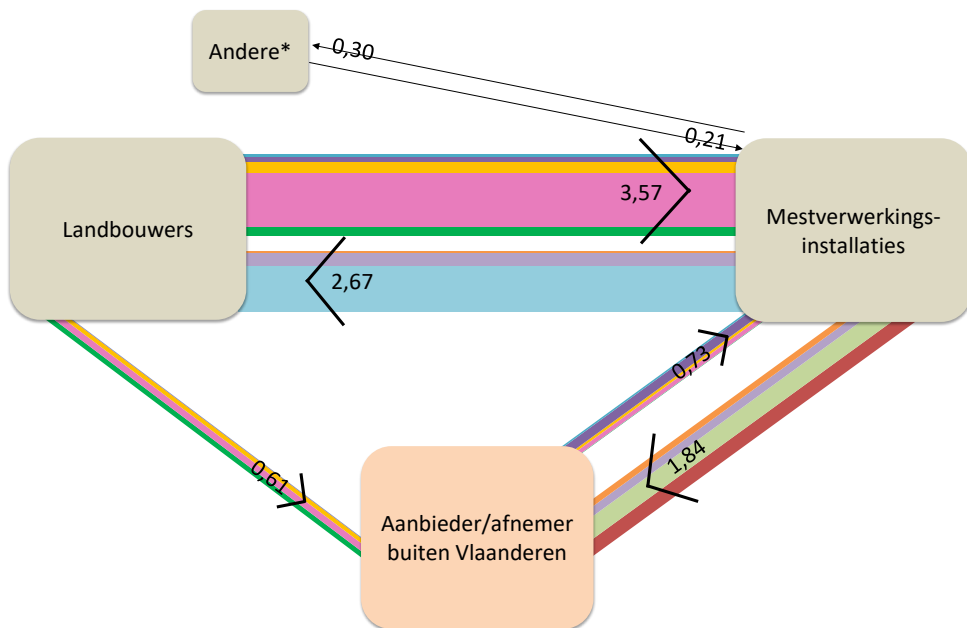 Andere*
0,30
0,21
Landbouwers
3,57
2,67
Mestverwerkings-
installaties
0,73
0,61
1,84
Aanbieder/afnemer
buiten Vlaanderen